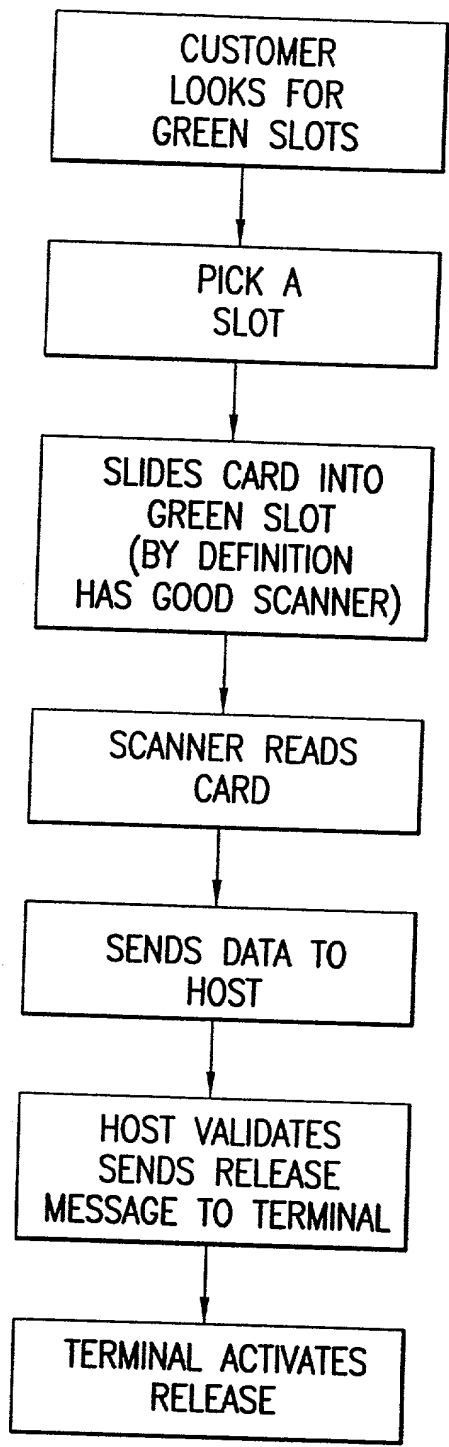 CUSTOMER
LOOKS FOR
GREEN SLOTS
PICK A
SLOT
SLIDES CARD INTO
GREEN SLOT
(BY DEFINITION
HAS GOOD SCANNER)
SCANNER READS
CARD
SENDS DATA TO
HOST
HOST VALIDATES
SENDS RELEASE
MESSAGE TO TERMINAL
TERMINAL ACTIVATES
RELEASE